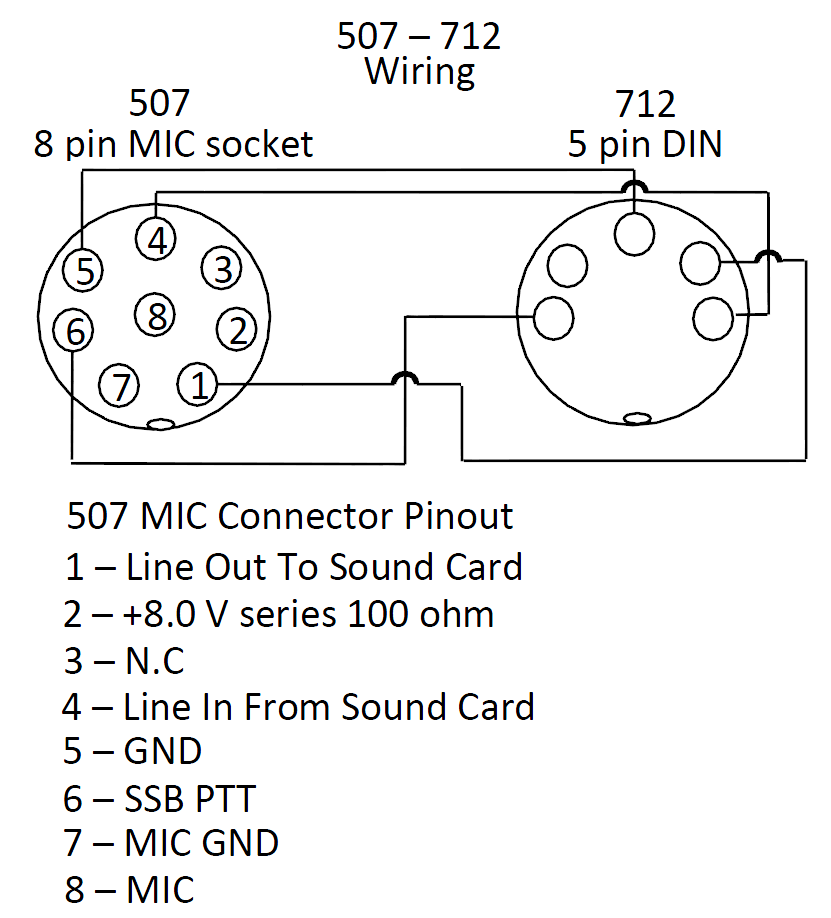 507 – 712
Wiring
507
8 pin MIC socket
712
5 pin DIN
4
5
3
8
6
2
7
1
507 MIC Connector Pinout
1 – Line Out To Sound Card
2 – +8.0 V series 100 ohm
3 – N.C
4 – Line In From Sound Card
5 – GND
6 – SSB PTT
7 – MIC GND
8 – MIC